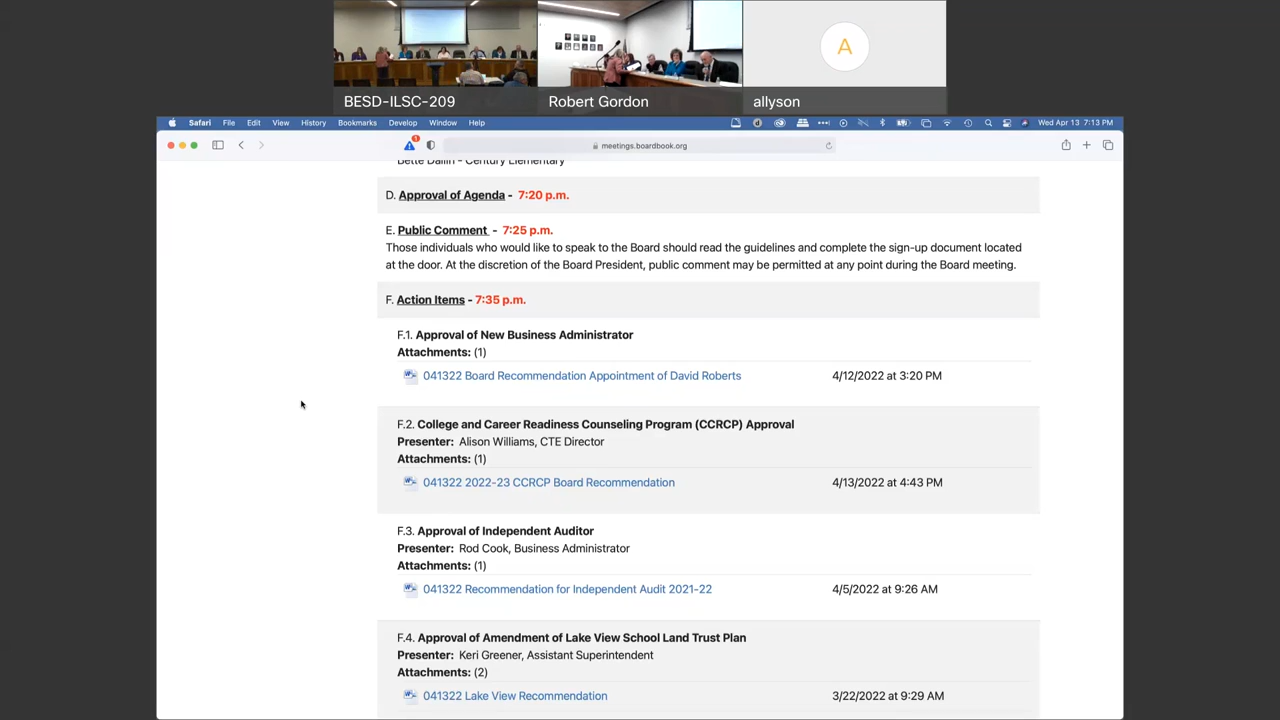 BESD-ILSC-209
Robert Gordon
A
allyson
Safari File Edit View History Bookmarks Develop Window Help
Wed Apr 13 7:13 PM
1
meetings.boardbook.org
Bette Dallin - Century Elementary
D. Approval of Agenda - 7:20 p.m.
E. Public Comment - 7:25 p.m.
Those individuals who would like to speak to the Board should read the guidelines and complete the sign-up document located
at the door. At the discretion of the Board President, public comment may be permitted at any point during the Board meeting.
F. Action Items - 7:35 p.m.
F.1. Approval of New Business Administrator
Attachments: (1)
041322 Board Recommendation Appointment of David Roberts 4/12/2022 at 3:20 PM
F.2. College and Career Readiness Counseling Program (CCRCP) Approval
Presenter: Alison Williams, CTE Director
Attachments: (1)
041322 2022-23 CCRCP Board Recommendation 4/13/2022 at 4:43 PM
F.3. Approval of Independent Auditor
Presenter: Rod Cook, Business Administrator
Attachments: (1)
041322 Recommendation for Independent Audit 2021-22 4/5/2022 at 9:26 AM
F.4. Approval of Amendment of Lake View School Land Trust Plan
Presenter: Keri Greener, Assistant Superintendent
Attachments: (2)
041322 Lake View Recommendation 3/22/2022 at 9:29 AM